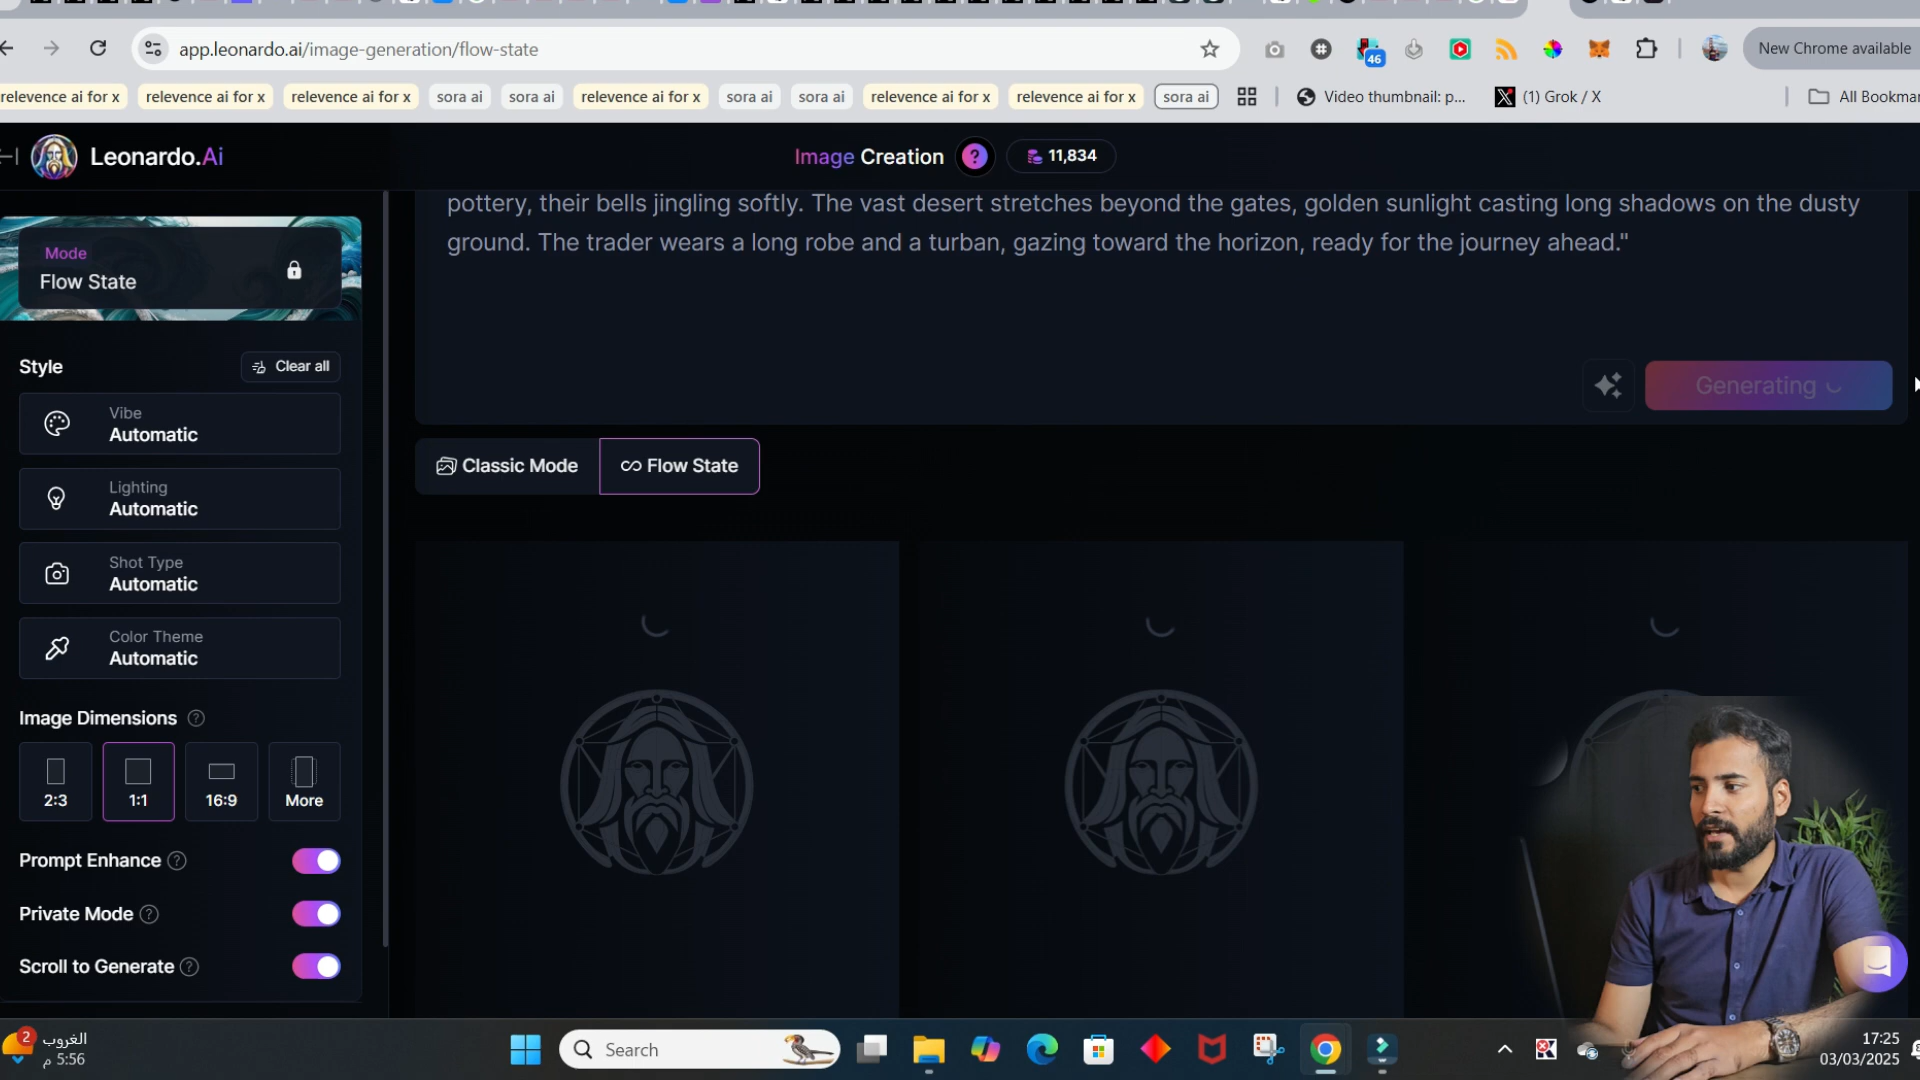 app.leonardo.ai/image-generation/flow-state
46
New Chrome available
relevence ai for x
relevence ai for x
relevence ai for x
sora ai
sora ai
relevence ai for x
sora ai
sora ai
relevence ai for x
relevence ai for x
sora ai
Video thumbnail: p...
(1) Grok / X
All Bookmar
Leonardo.Ai
Image Creation
?
11,834
pottery, their bells jingling softly. The vast desert stretches beyond the gates, golden sunlight casting long shadows on the dusty
ground. The trader wears a long robe and a turban, gazing toward the horizon, ready for the journey ahead."
Mode
Flow State
Generating
Style
Clear all
Vibe
Automatic
Classic Mode
Flow State
Lighting
Automatic
Shot Type
Automatic
Color Theme
Automatic
Image Dimensions ?
2:3
1:1
16:9
More
Prompt Enhance ?
Private Mode ?
Scroll to Generate ?
2
الغروب
5:56 م
Search
17:25
03/03/2025